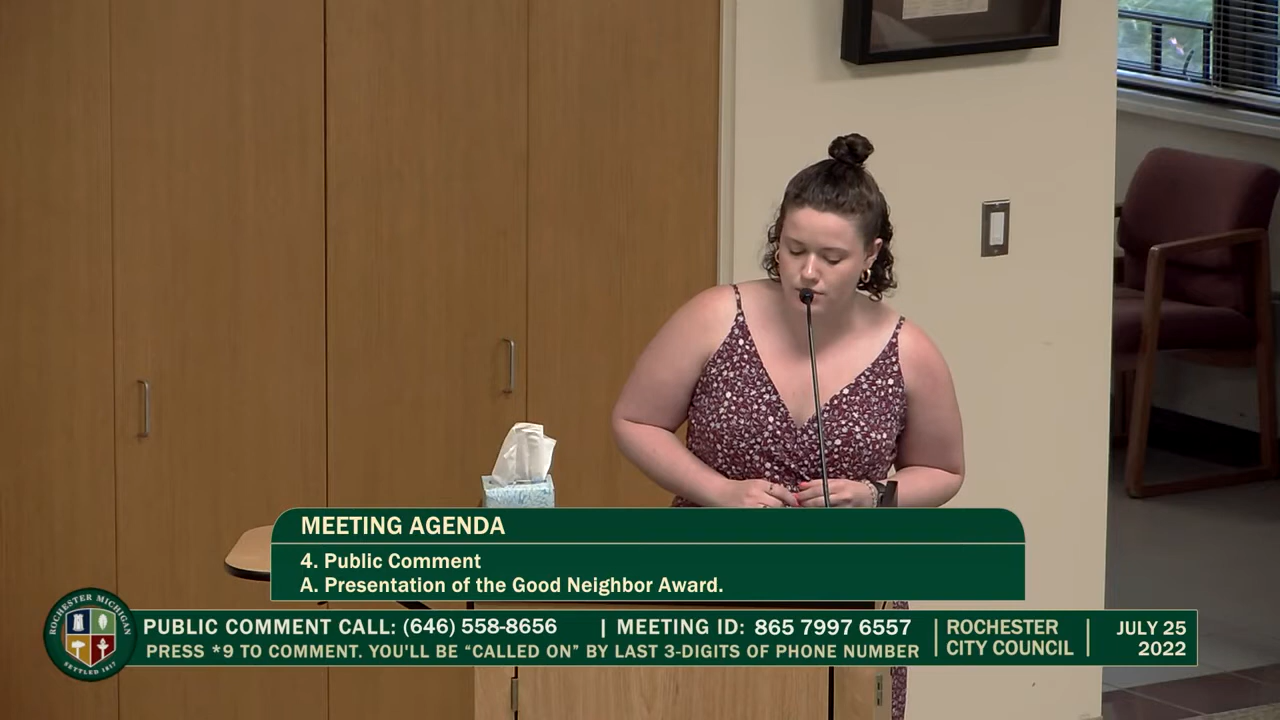 MEETING AGENDA
4. Public Comment
A. Presentation of the Good Neighbor Award.
ROCHESTER MICHIGAN
SETTLED 1817
PUBLIC COMMENT CALL: (646) 558-8656 | MEETING ID: 865 7997 6557
PRESS *9 TO COMMENT. YOU'LL BE “CALLED ON” BY LAST 3-DIGITS OF PHONE NUMBER
ROCHESTER
CITY COUNCIL
JULY 25
2022